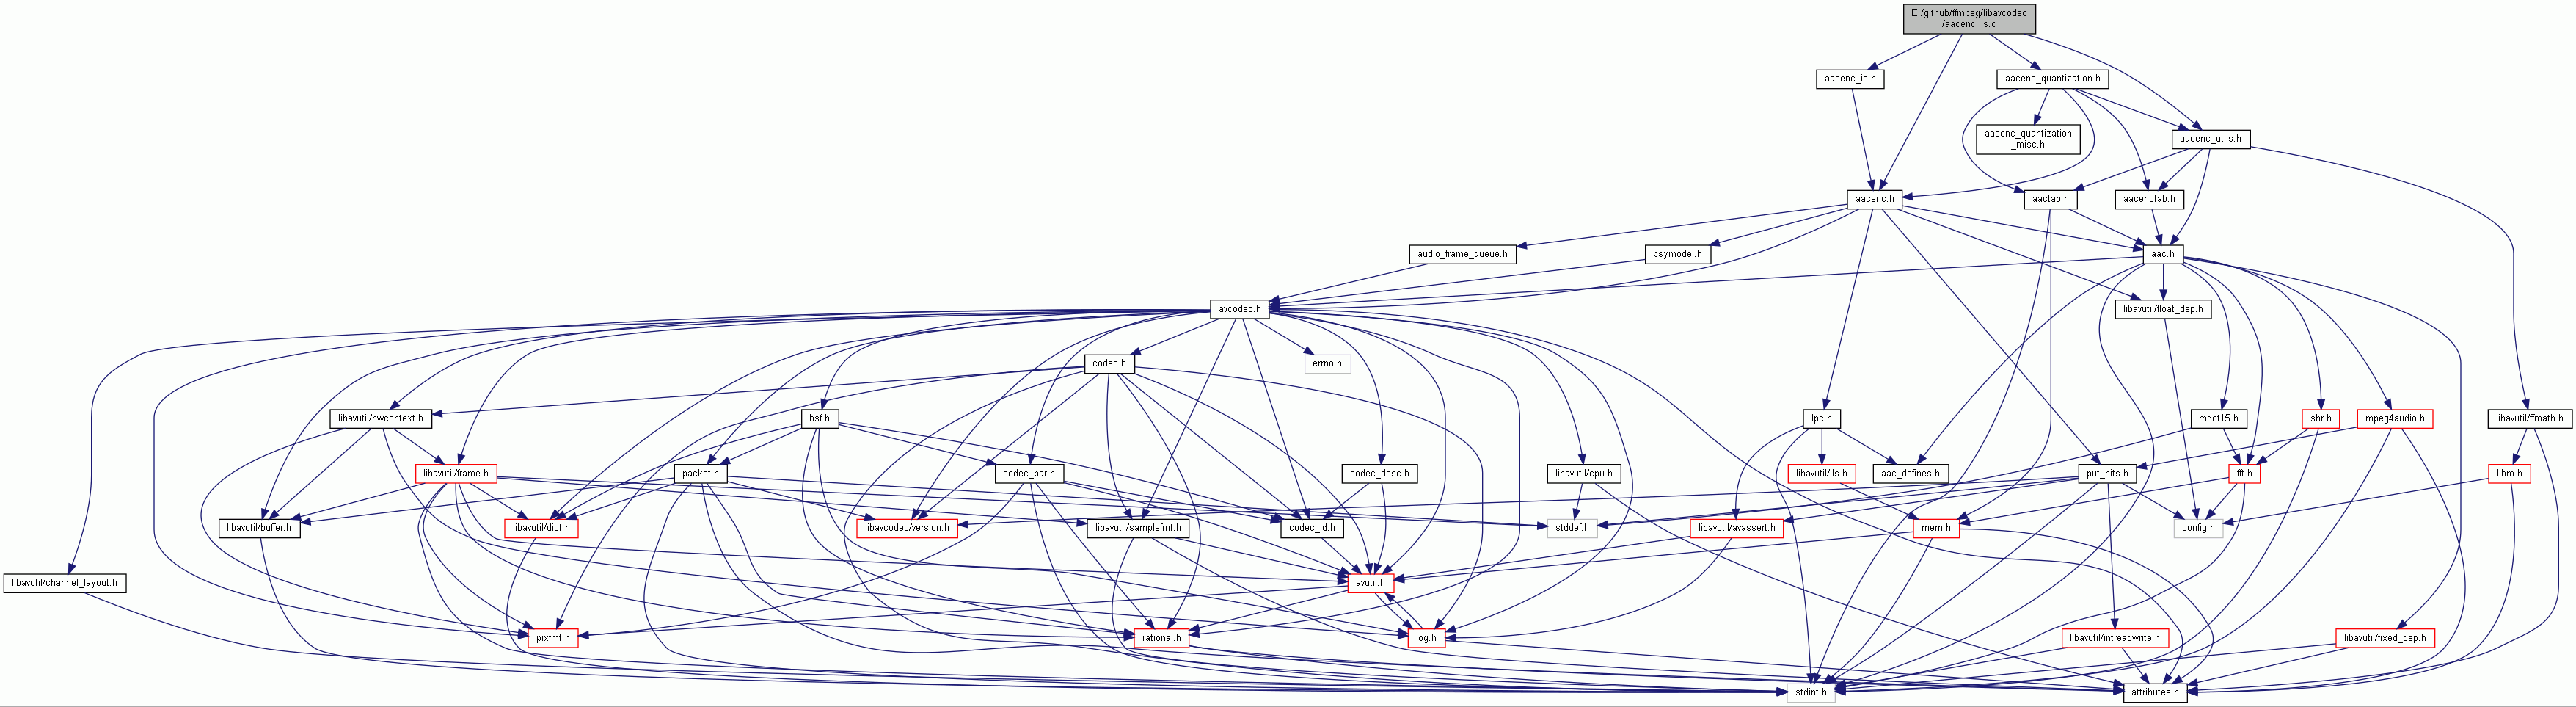 E:/github/ffmpeg/libavcodec
/aacenc_is.c
aacenc_is.h
aacenc_quantization.h
aacenc_quantization
_misc.h
aacenc_utils.h
aacenc.h
aactab.h
aacenctab.h
audio_frame_queue.h
psymodel.h
aac.h
avcodec.h
libavutil/float_dsp.h
codec.h
errno.h
libavutil/hwcontext.h
bsf.h
lpc.h
mdct15.h
sbr.h
mpeg4audio.h
libavutil/ffmath.h
libavutil/frame.h
packet.h
codec_par.h
codec_desc.h
libavutil/cpu.h
libavutil/lls.h
aac_defines.h
put_bits.h
fft.h
libm.h
libavutil/buffer.h
libavutil/dict.h
libavcodec/version.h
libavutil/samplefmt.h
codec_id.h
stddef.h
libavutil/avassert.h
mem.h
config.h
libavutil/channel_layout.h
avutil.h
pixfmt.h
rational.h
log.h
libavutil/intreadwrite.h
libavutil/fixed_dsp.h
stdint.h
attributes.h